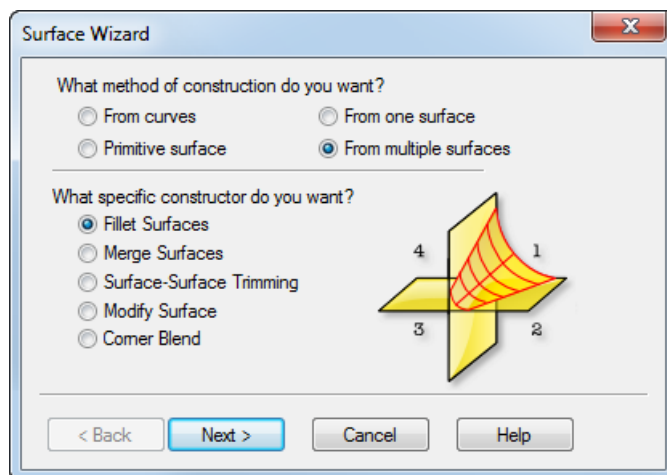 Surface Wizard
What method of construction do you want?
From curves
From one surface
Primitive surface
From multiple surfaces
What specific constructor do you want?
Fillet Surfaces
Merge Surfaces
Surface-Surface Trimming
Modify Surface
Corner Blend
4
1
3
2
< Back
Next >
Cancel
Help